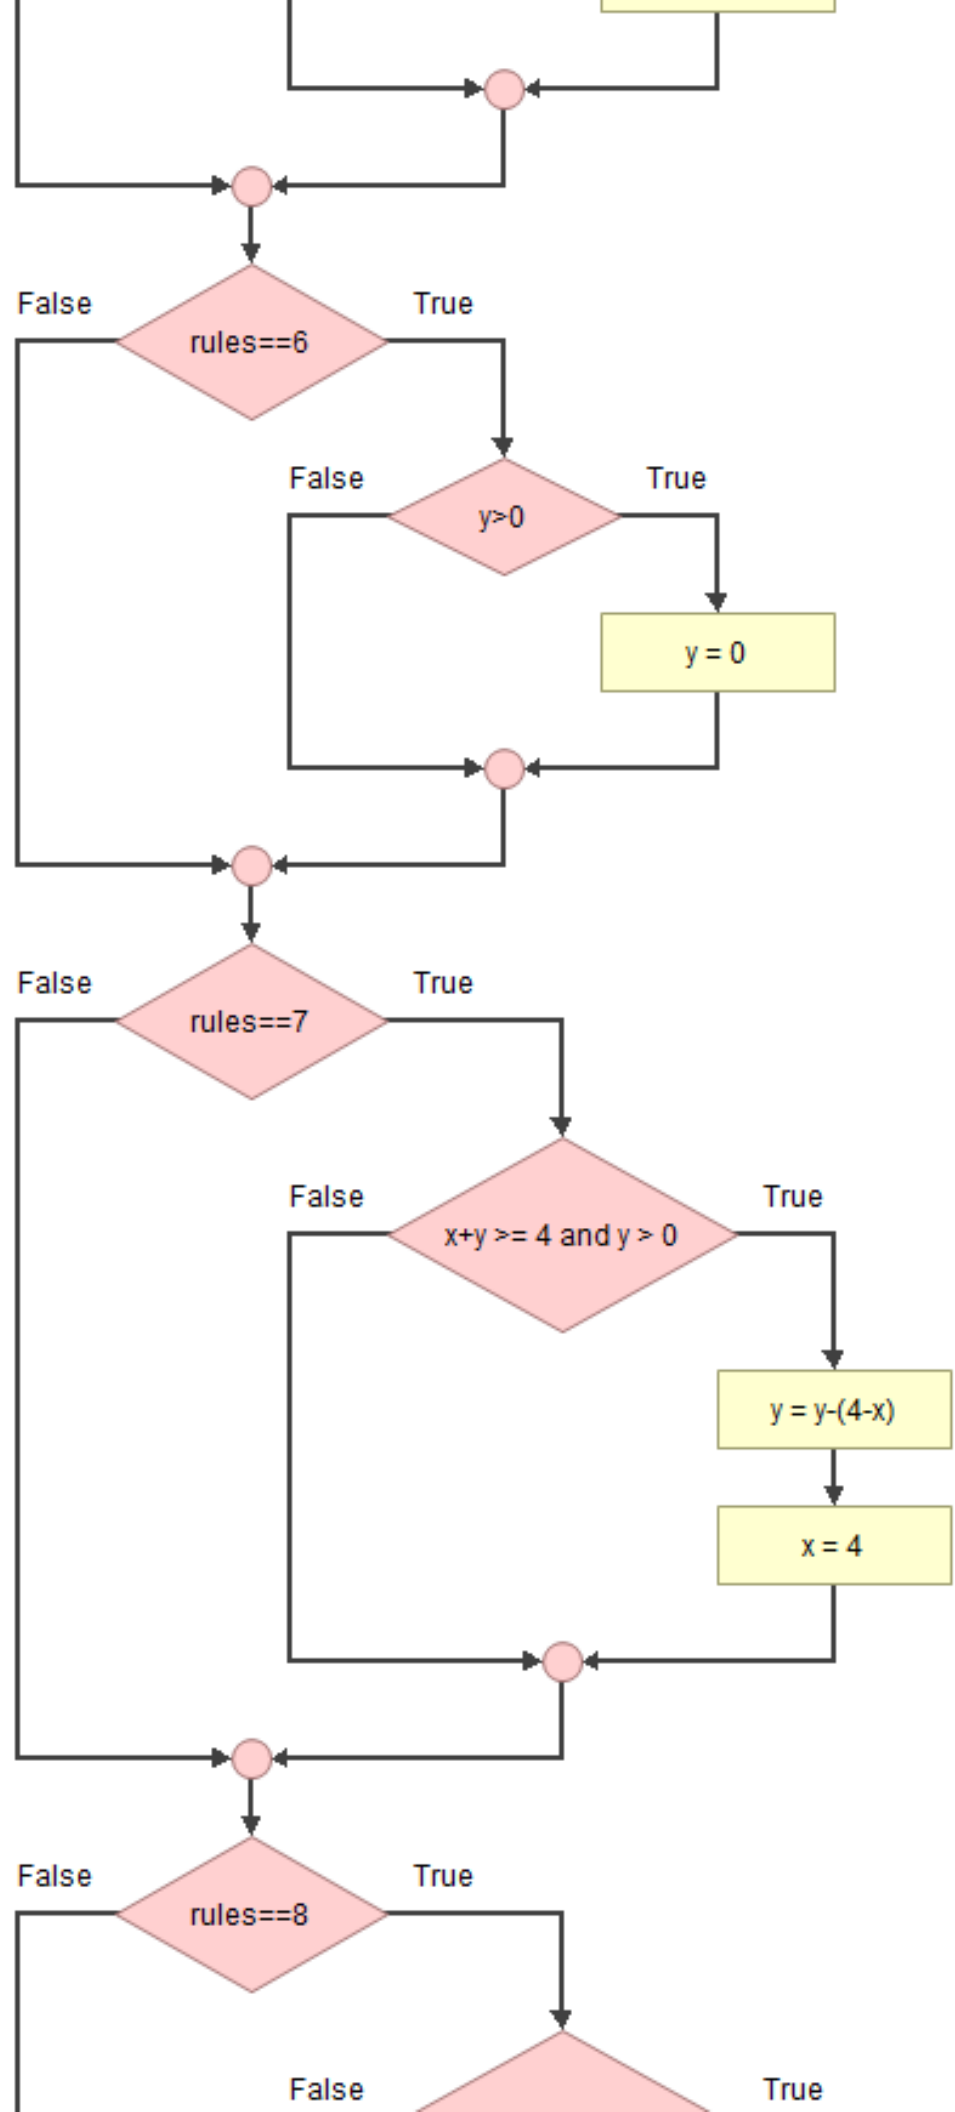 False
True
rules==6
False
True
y>0
y = 0
False
True
rules==7
False
True
x+y >= 4 and y > 0
y = y-(4-x)
x = 4
False
True
rules==8
False
True